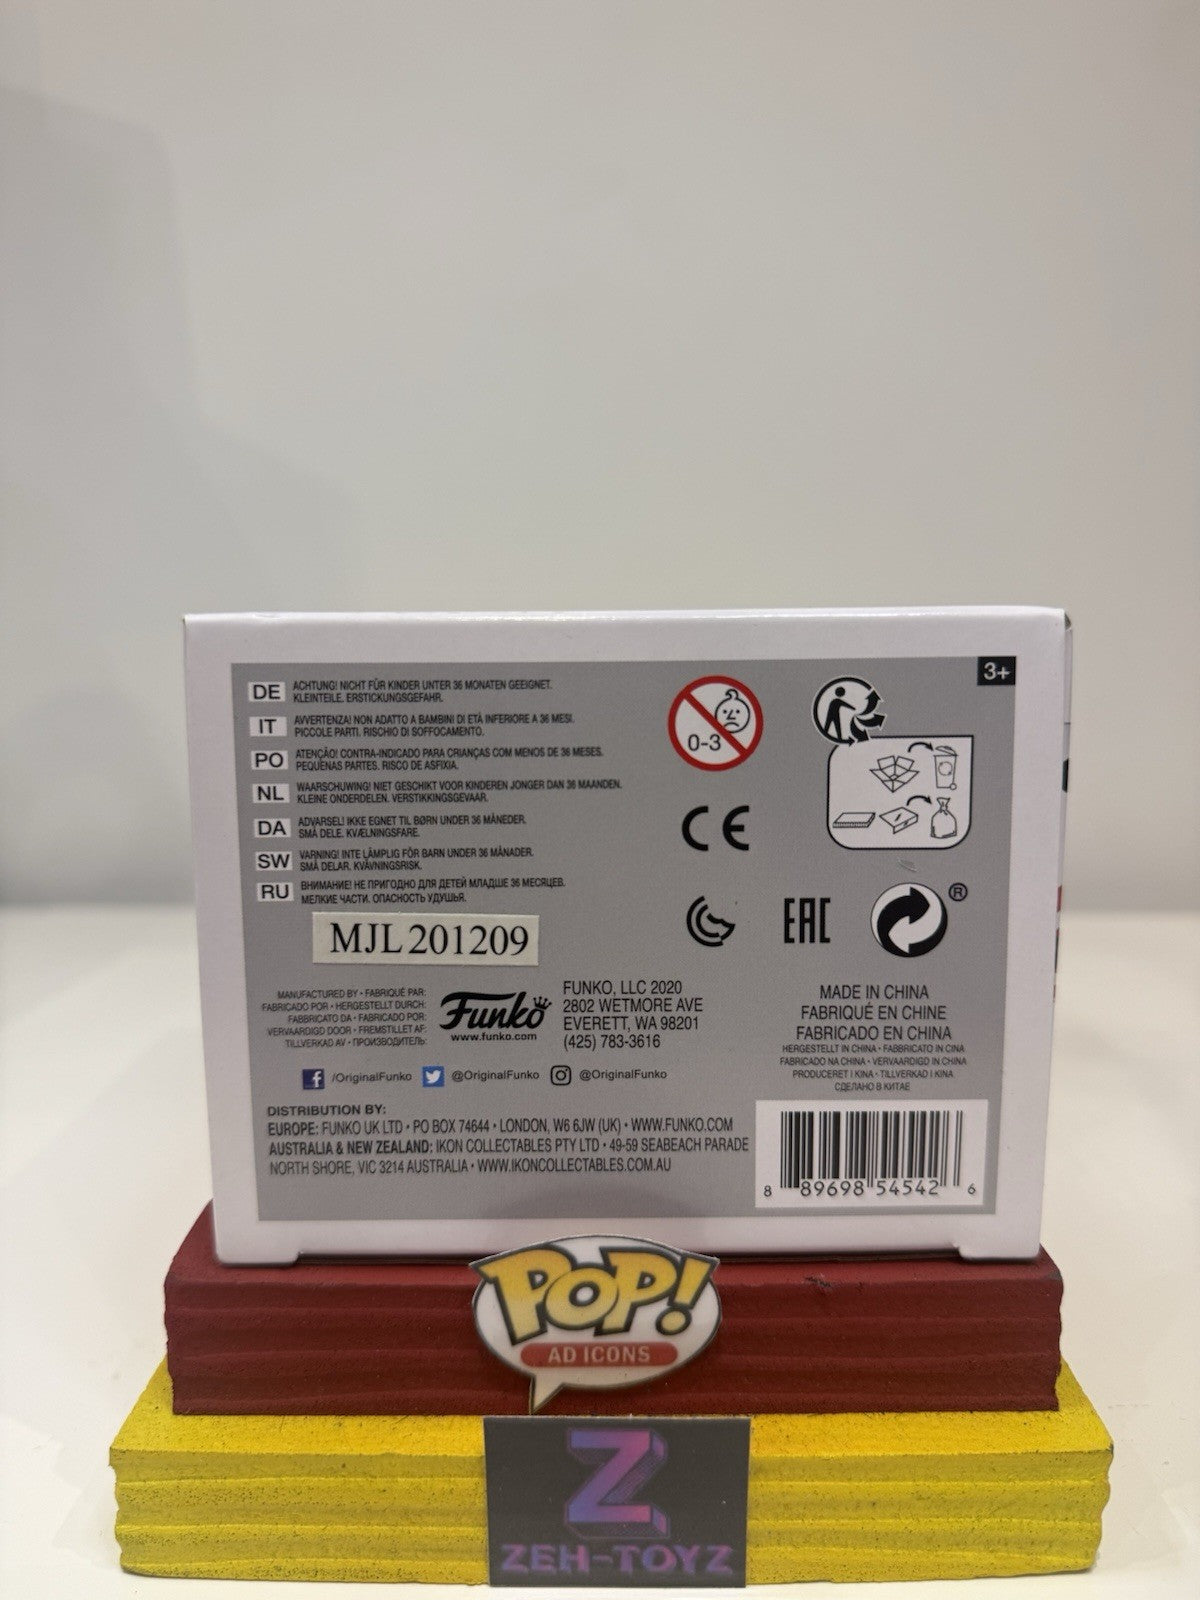 3+
DE ACHTUNG! NICHT FÜR KINDER UNTER 36 MONATEN GEEIGNET.
KLEINTEILE. ERSTICKUNGSGEFAHR.
IT AVVERTENZA! NON ADATTO A BAMBINI DI ETÀ INFERIORE A 36 MESI.
PICCOLE PARTI. RISCHIO DI SOFFOCAMENTO.
PO ATENCÃO! CONTRA-INDICADO PARA CRIANÇAS COM MENOS DE 36 MESES.
PEQUENAS PARTES. RISCO DE ASFIXIA.
NL WAARSCHUWING! NIET GESCHIKT VOOR KINDEREN JONGER DAN 36 MAANDEN.
KLEINE ONDERDELEN. VERSTIKKINGSGEVAAR.
DA ADVARSEL! IKKE EGNET TIL BØRN UNDER 36 MÅNEDER.
SMÅ DELE. KVÆLNINGSFARE.
SW VARNING! INTE LÄMPLIG FÖR BARN UNDER 36 MÅNADER.
SMÅ DELAR. KVÄVNINGSRISK.
RU ВНИМАНИЕ! НЕ ПРИГОДНО ДЛЯ ДЕТЕЙ МЛАДШЕ 36 МЕСЯЦЕВ.
МЕЛКИЕ ЧАСТИ. ОПАСНОСТЬ УДУШЬЯ.
0-3
CE
EAC
®
MJL 201209
MANUFACTURED BY • FABRIQUÉ PAR:
FABRICADO POR • HERGESTELLT DURCH:
FABBRICATO DA • FABRICADO POR:
VERVAARDIGD DOOR • FREMSTILLET AF:
TILLVERKAD AV • ПРОИЗВОДИТЕЛЬ:
Funko
www.funko.com
FUNKO, LLC 2020
2802 WETMORE AVE
EVERETT, WA 98201
(425) 783-3616
/OriginalFunko @OriginalFunko @OriginalFunko
MADE IN CHINA
FABRIQUÉ EN CHINE
FABRICADO EN CHINA
HERGESTELLT IN CHINA • FABBRICATO IN CINA
FABRICADO NA CHINA • VERVAARDIGD IN CHINA
PRODUCERET I KINA • TILLVERKAD I KINA
СДЕЛАНО В КИТАЕ
DISTRIBUTION BY:
EUROPE: FUNKO UK LTD • PO BOX 74644 • LONDON, W6 6JW (UK) • WWW.FUNKO.COM
AUSTRALIA & NEW ZEALAND: IKON COLLECTABLES PTY LTD • 49-59 SEABEACH PARADE
NORTH SHORE, VIC 3214 AUSTRALIA • WWW.IKONCOLLECTABLES.COM.AU
8 89698 54542 6
POP!
AD ICONS
Z
ZEH-TOYZ